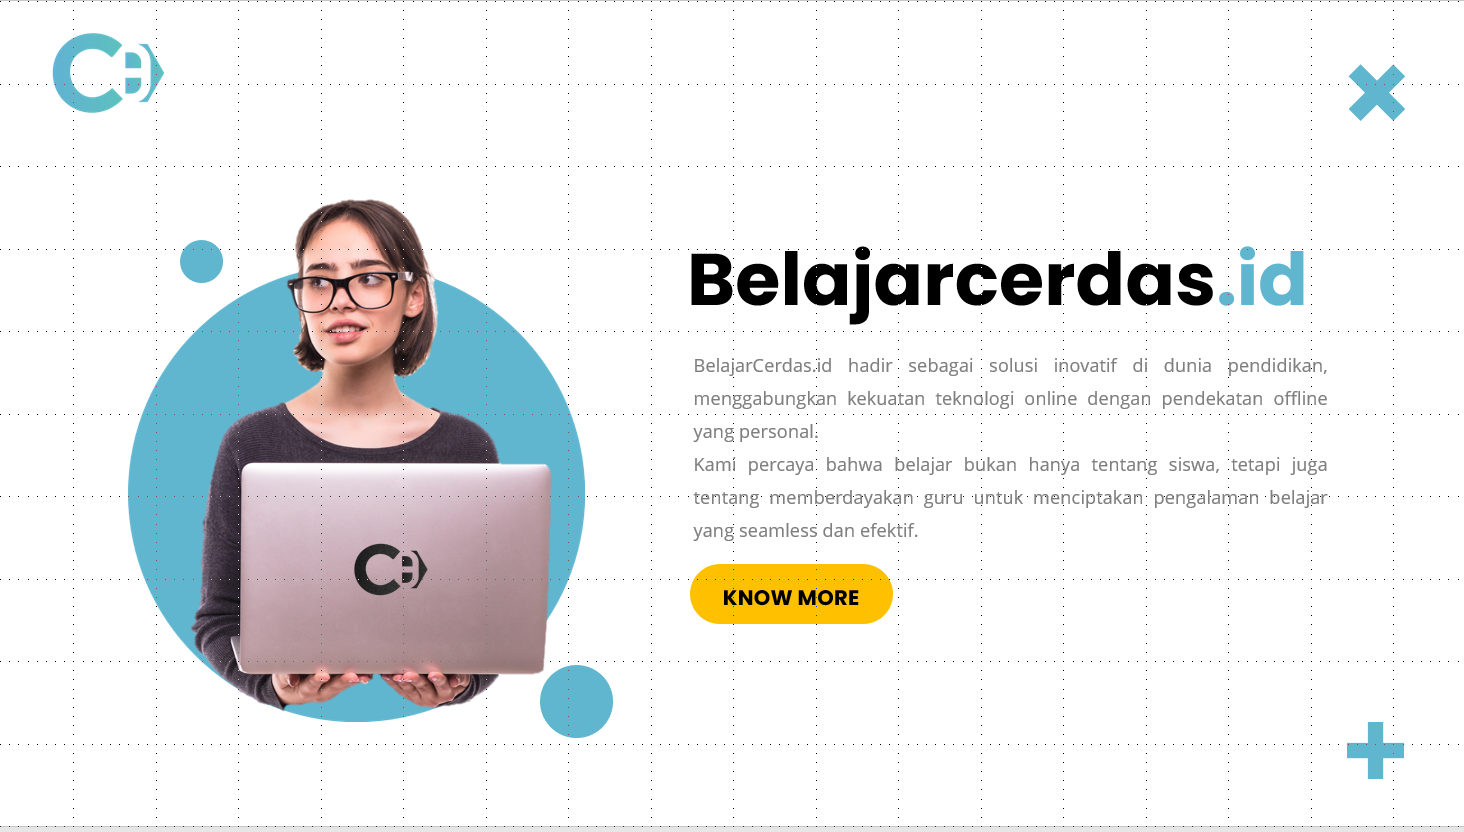 Belajarcerdas.id
BelajarCerdas.id hadir sebagai solusi inovatif di dunia pendidikan,
menggabungkan kekuatan teknologi online dengan pendekatan offline
yang personal.
Kami percaya bahwa belajar bukan hanya tentang siswa, tetapi juga
tentang memberdayakan guru untuk menciptakan pengalaman belajar
yang seamless dan efektif.
KNOW MORE